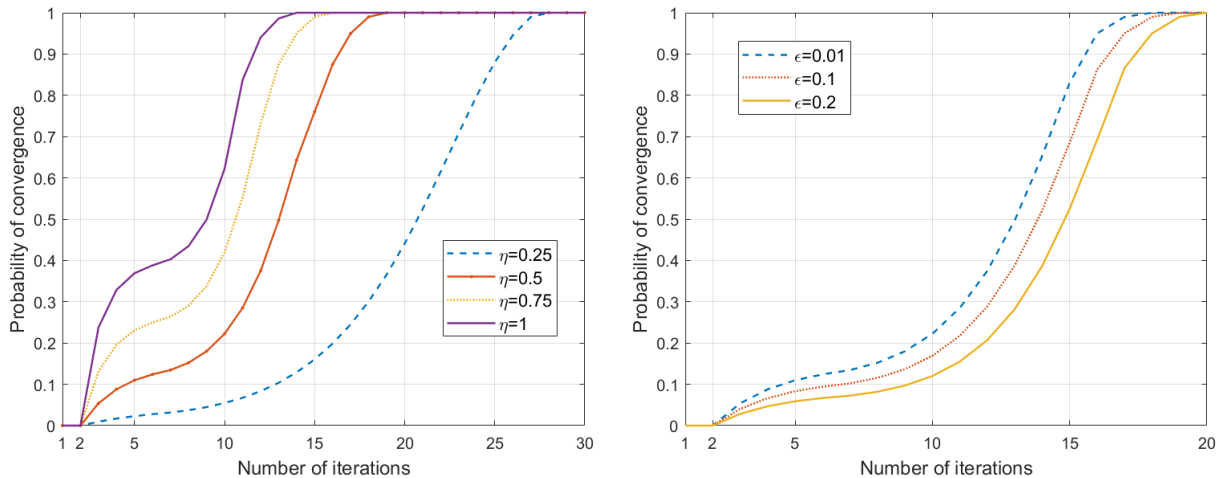 Probability of convergence
1
0.9
0.8
0.7
0.6
0.5
0.4
0.3
0.2
0.1
0
η=0.25
η=0.5
η=0.75
η=1
1 2 5 10 15 20 25 30
Number of iterations
Probability of convergence
1
0.9
0.8
0.7
0.6
0.5
0.4
0.3
0.2
0.1
0
ϵ=0.01
ϵ=0.1
ϵ=0.2
1 2 5 10 15 20
Number of iterations